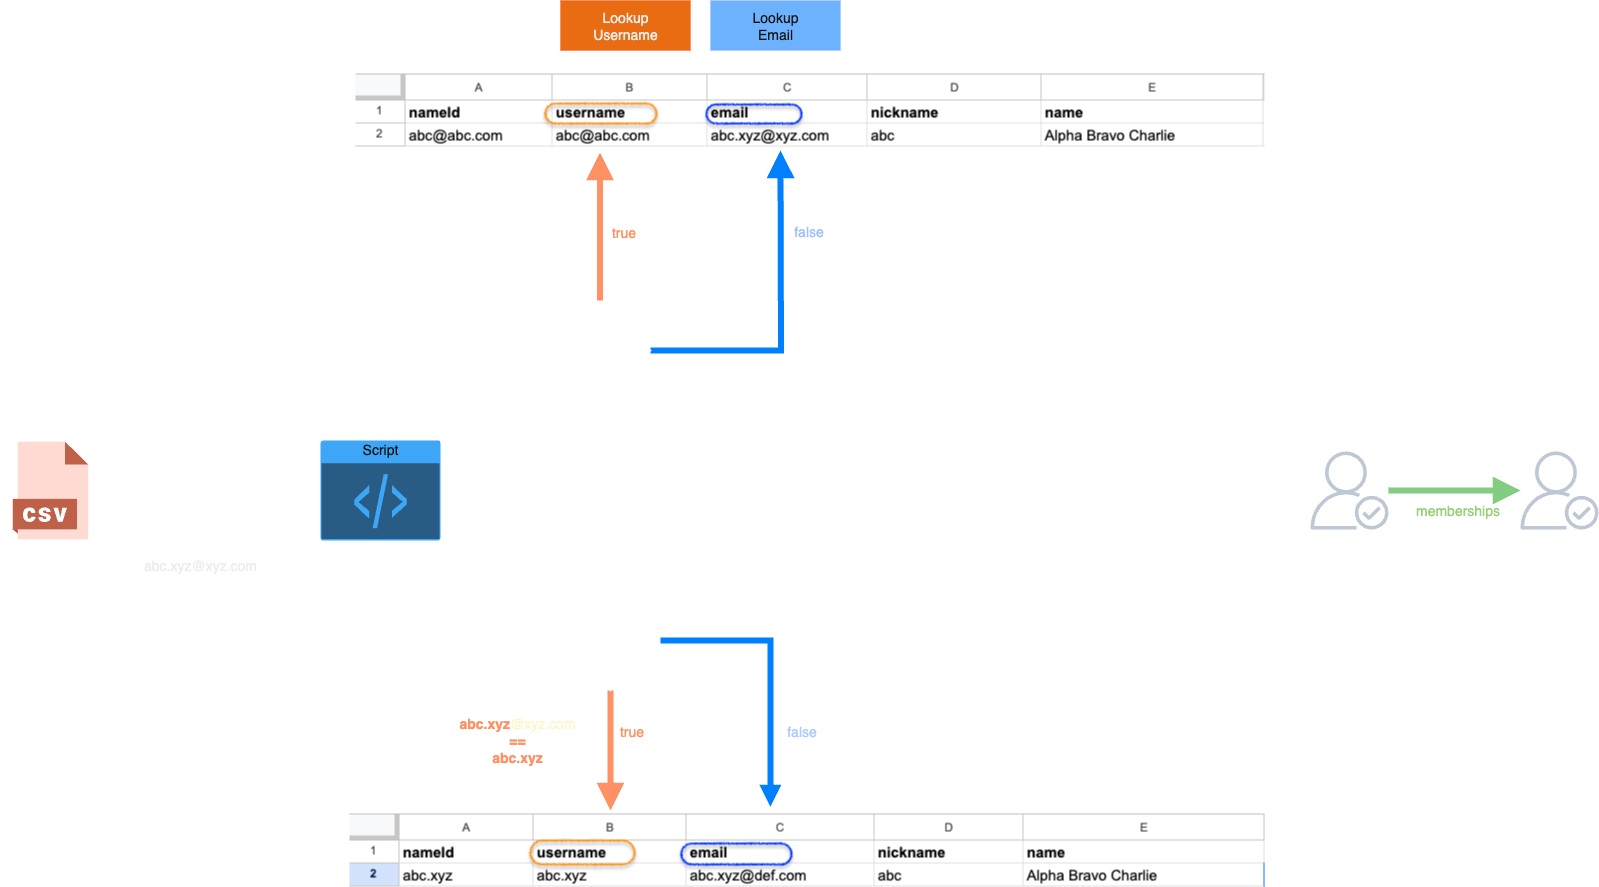 Lookup
Username
Lookup
Email
A B C D E
1 nameId username email nickname name
2 abc@abc.com abc@abc.com abc.xyz@xyz.com abc Alpha Bravo Charlie
true
false
Script
</>
CSV
memberships
abc.xyz@xyz.com
abc.xyz@xyz.com
==
abc.xyz
true
false
A B C D E
1 nameId username email nickname name
2 abc.xyz abc.xyz abc.xyz@def.com abc Alpha Bravo Charlie